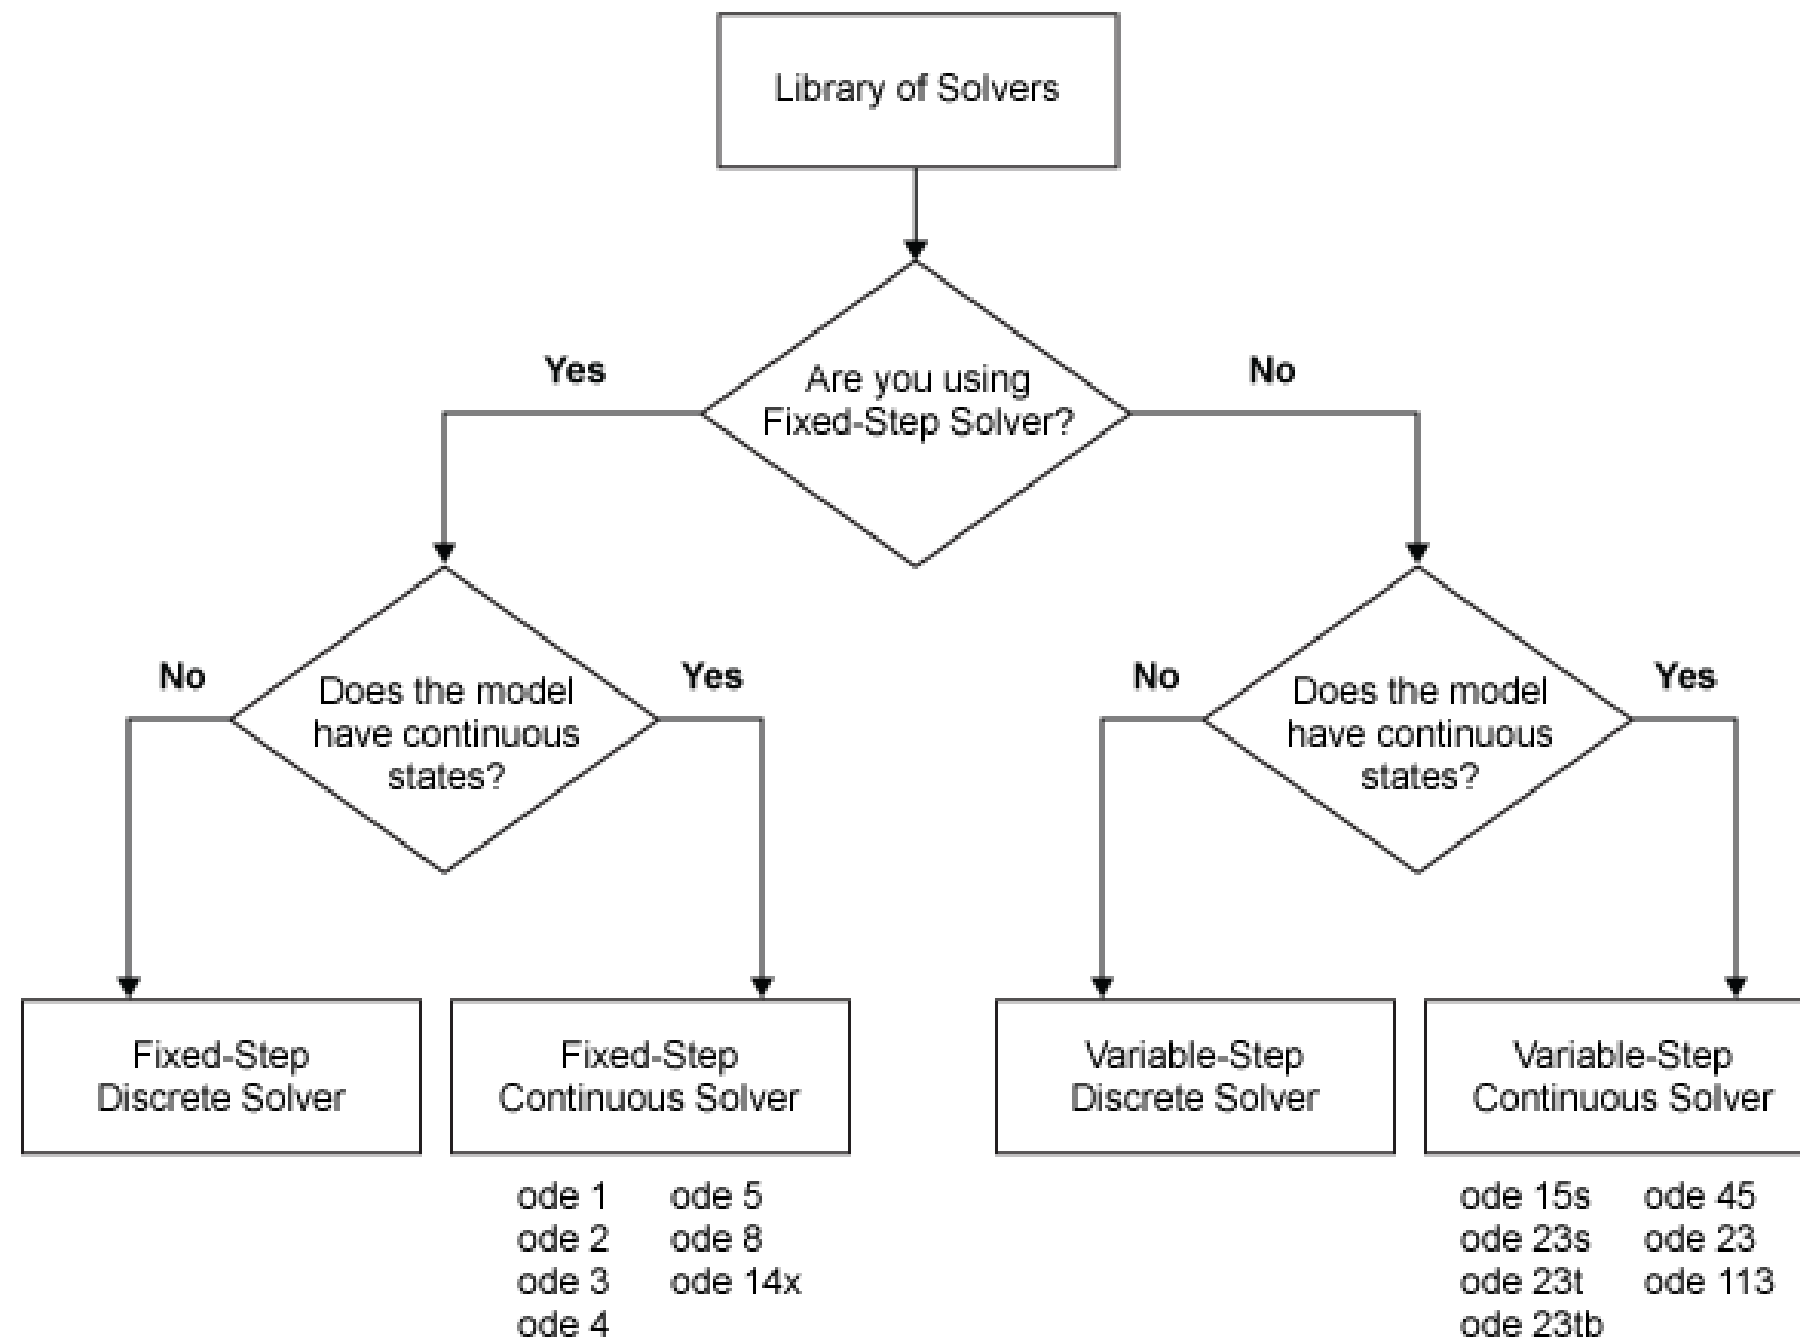 Library of Solvers
Yes
Are you using
Fixed-Step Solver?
No
No
Does the model
have continuous
states?
Yes
No
Does the model
have continuous
states?
Yes
Fixed-Step
Discrete Solver
Fixed-Step
Continuous Solver
Variable-Step
Discrete Solver
Variable-Step
Continuous Solver
ode 1
ode 2
ode 3
ode 4
ode 5
ode 8
ode 14x
ode 15s
ode 23s
ode 23t
ode 23tb
ode 45
ode 23
ode 113